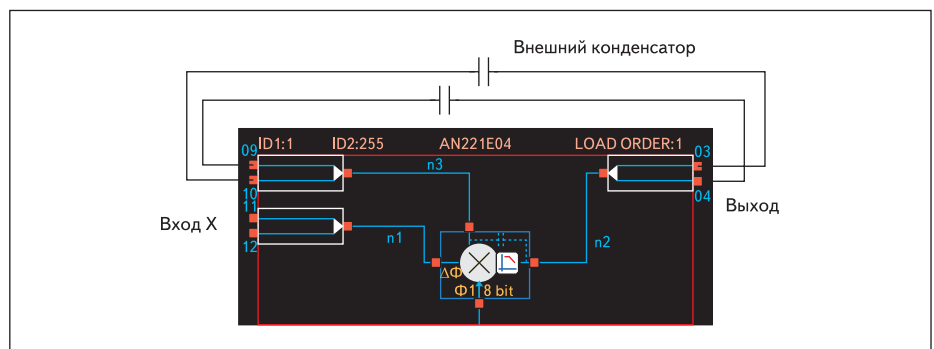 Внешний конденсатор
ID1:1 ID2:255 AN221E04 LOAD ORDER:1
09 03
n3
10 04
11
Вход X Выход
n1 n2
12
ΔΦ
Φ1 8 bit